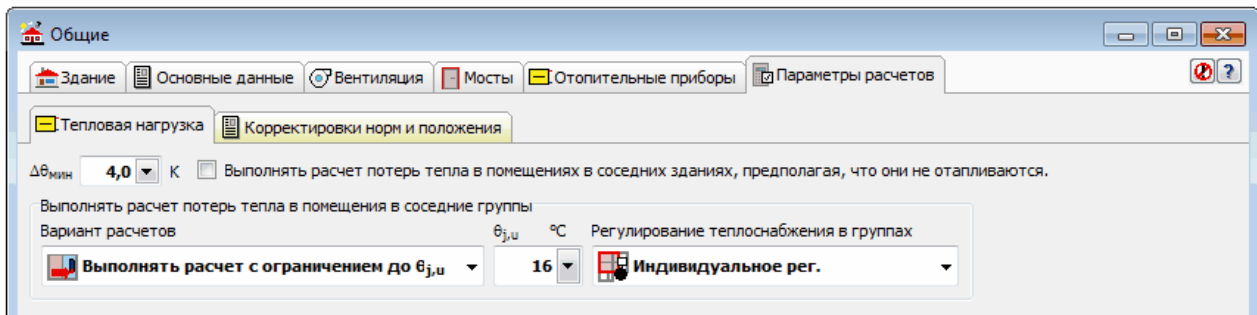 Общие
Здание Основные данные Вентиляция Мосты Отопительные приборы Параметры расчетов
Тепловая нагрузка Корректировки норм и положения
Δθмин 4,0 К Выполнять расчет потерь тепла в помещениях в соседних зданиях, предполагая, что они не отапливаются.
Выполнять расчет потерь тепла в помещения в соседние группы
Вариант расчетов θj,u °C Регулирование теплоснабжения в группах
Выполнять расчет с ограничением до θj,u 16 Индивидуальное рег.